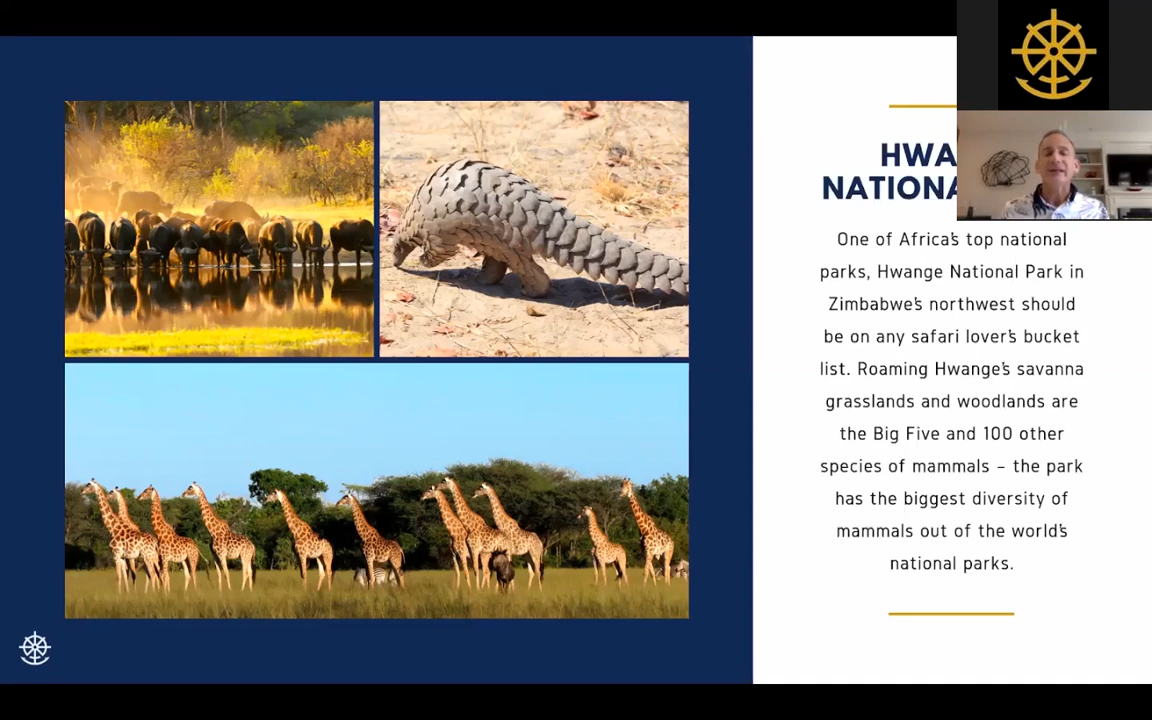 HWA
NATIONA
One of Africa's top national
parks, Hwange National Park in
Zimbabwe's northwest should
be on any safari lover's bucket
list. Roaming Hwange's savanna
grasslands and woodlands are
the Big Five and 100 other
species of mammals – the park
has the biggest diversity of
mammals out of the world's
national parks.